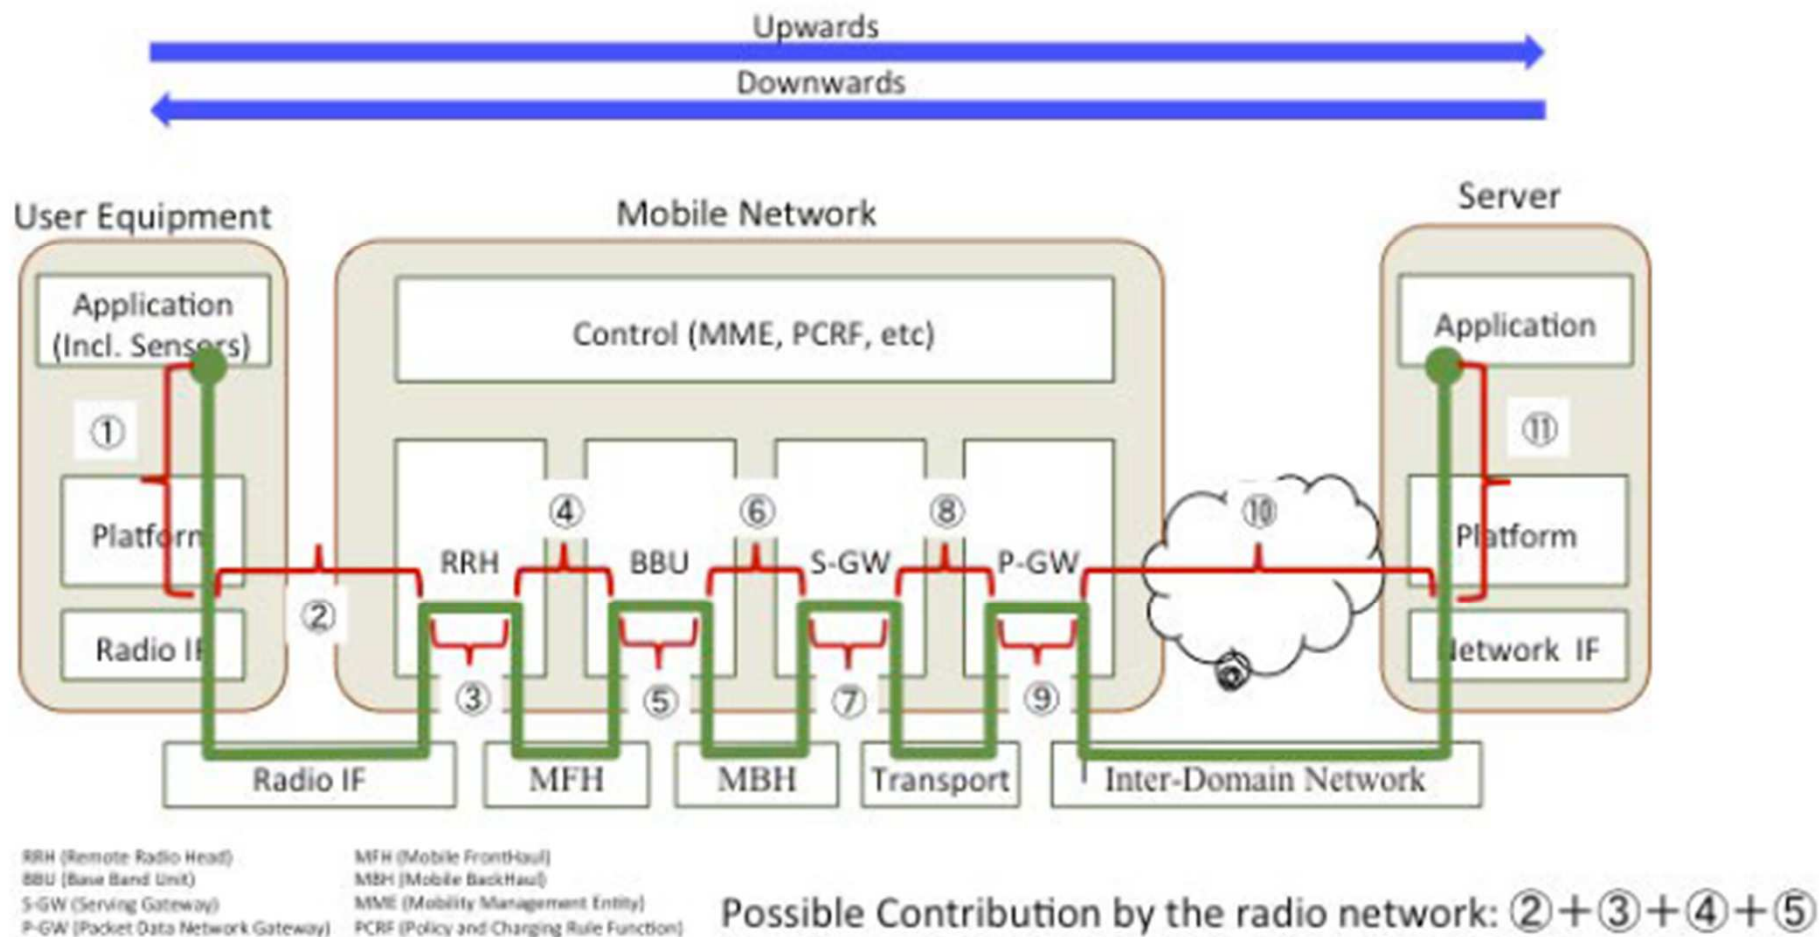 Upwards
Downwards
User Equipment
Mobile Network
Server
Application
(Incl. Sensors)
Control (MME, PCRF, etc)
Application
①
⑪
Platform
④
⑥
⑧
⑩
Platform
RRH
BBU
S-GW
P-GW
②
Radio IF
Network IF
③
⑤
⑦
⑨
Radio IF
MFH
MBH
Transport
Inter-Domain Network
RRH (Remote Radio Head)
BBU (Base Band Unit)
S-GW (Serving Gateway)
P-GW (Packet Data Network Gateway)
MFH (Mobile FrontHaul)
MBH (Mobile BackHaul)
MME (Mobility Management Entity)
PCRF (Policy and Charging Rule Function)
Possible Contribution by the radio network: ②+③+④+⑤